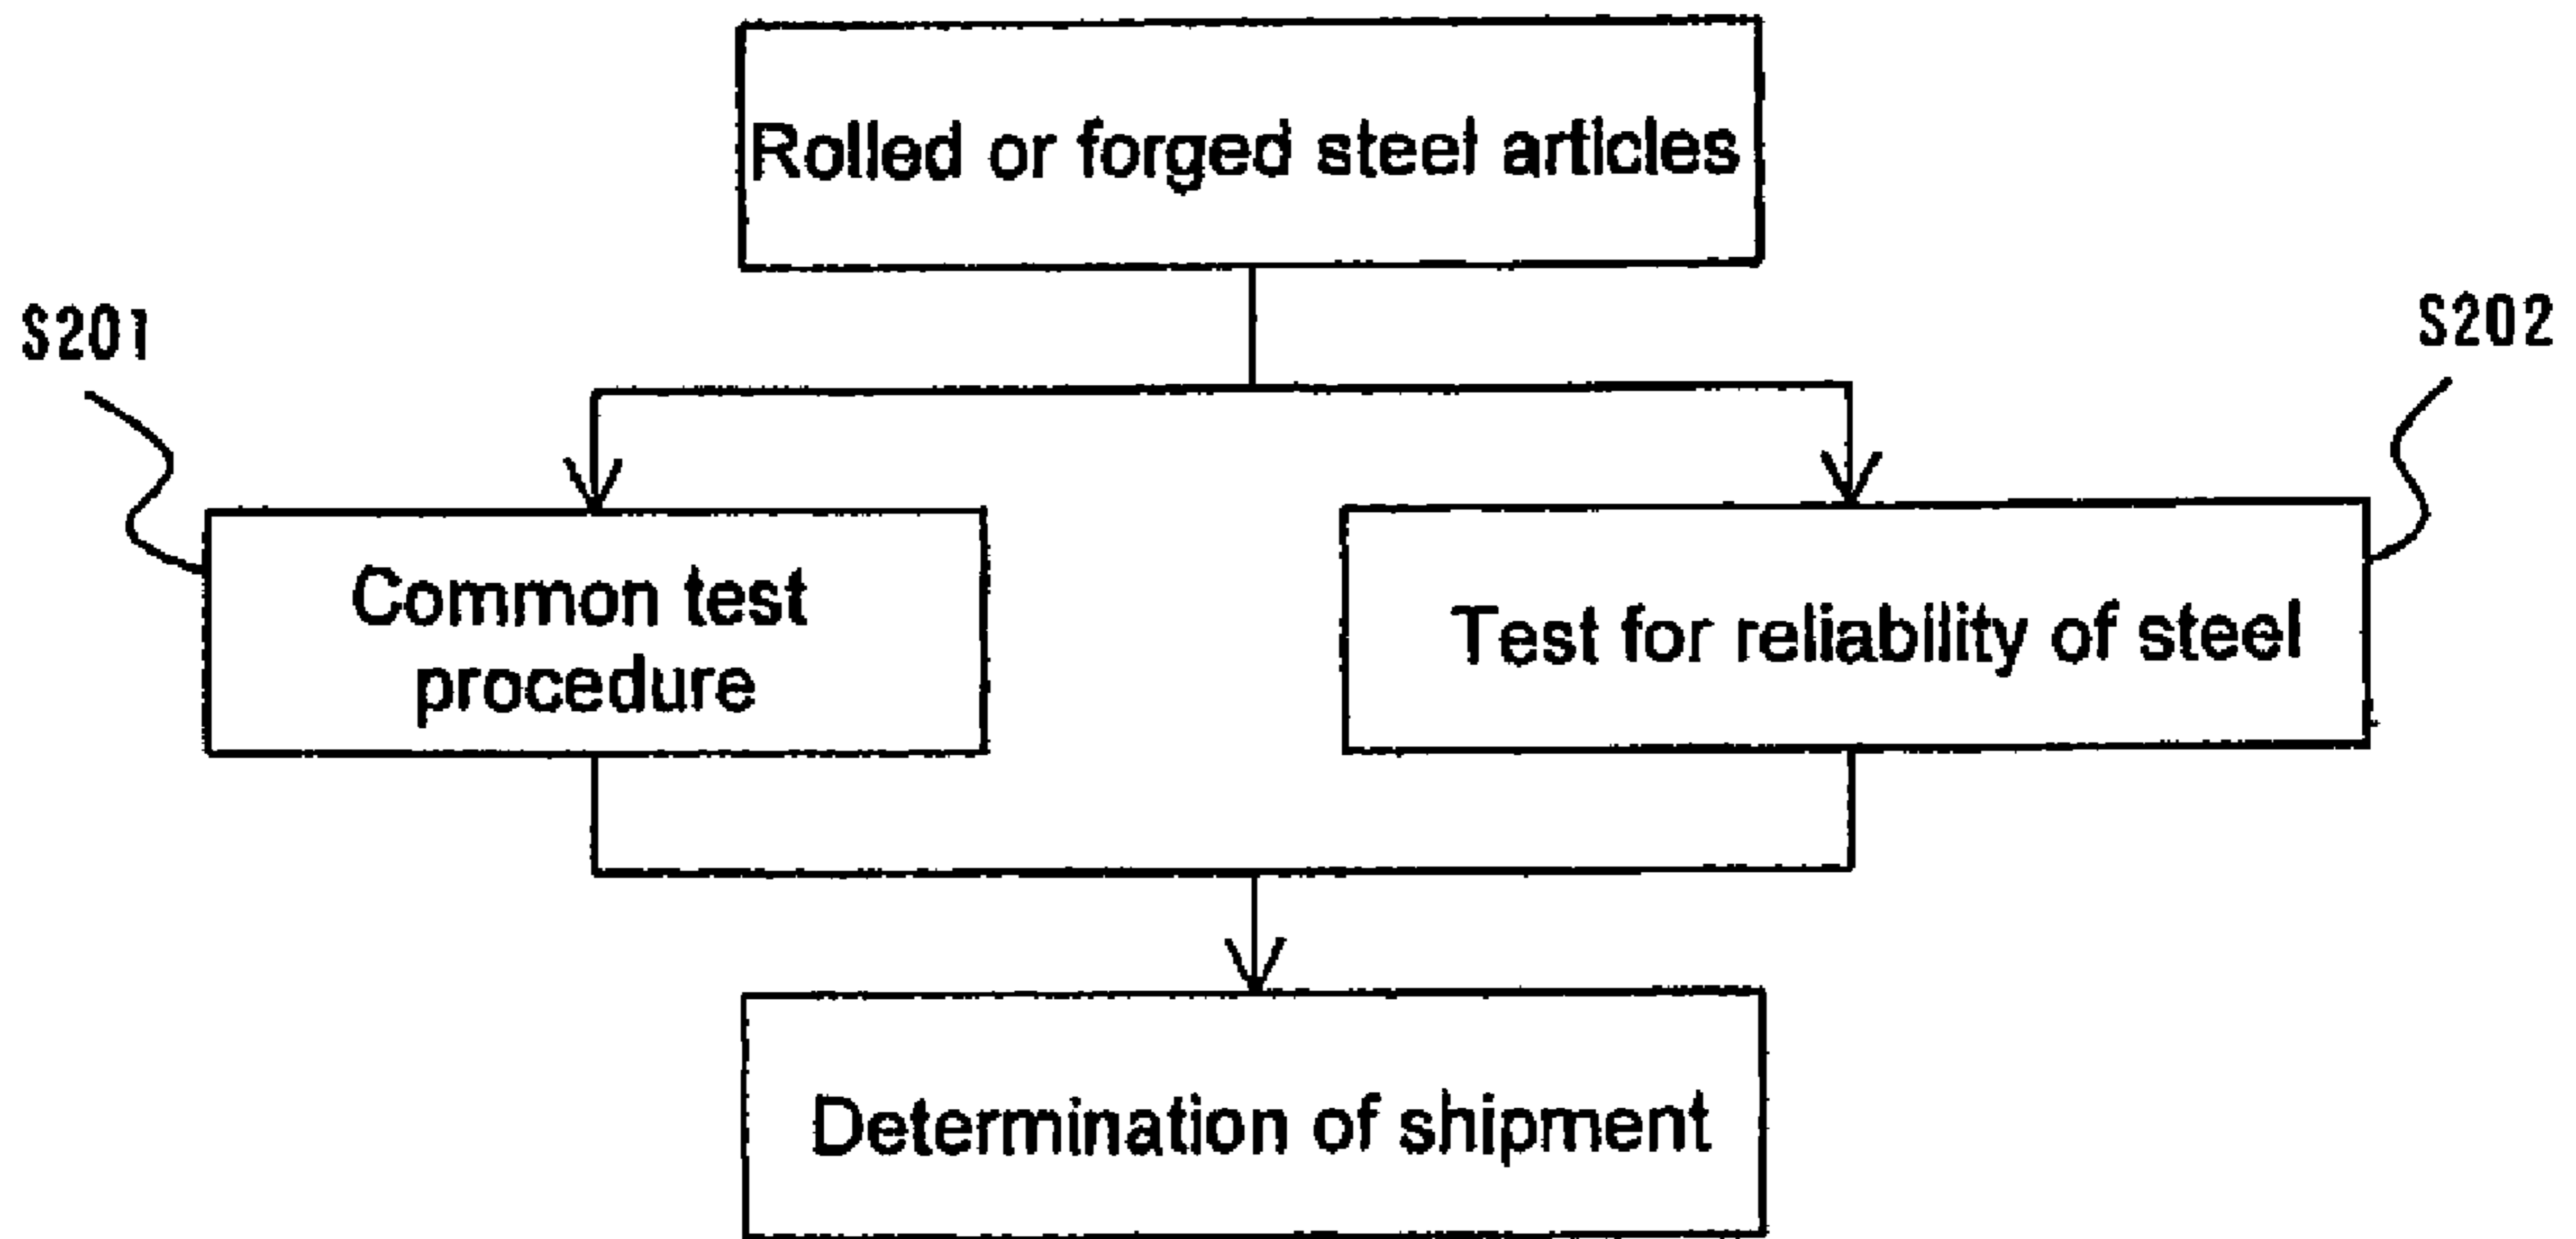 Rolled or forged steel articles
S201
S202
Common test
procedure
Test for reliability of steel
Determination of shipment